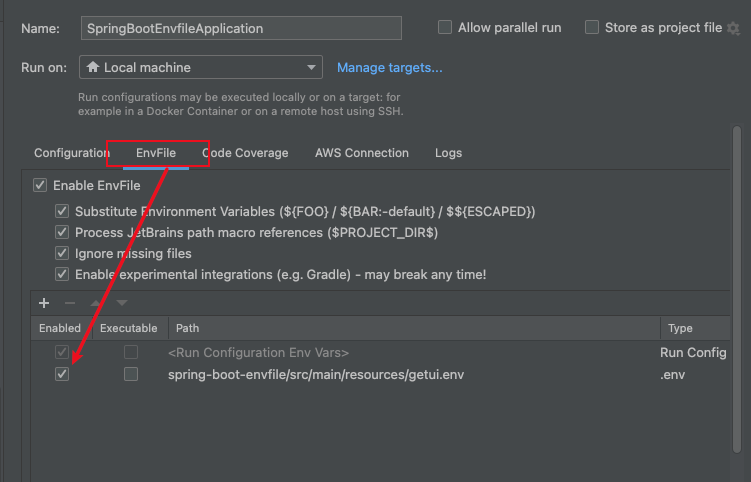 Name: SpringBootEnvfileApplication Allow parallel run Store as project file
Run on: Local machine Manage targets...
Run configurations may be executed locally or on a target: for
example in a Docker Container or on a remote host using SSH.
Configuration EnvFile Code Coverage AWS Connection Logs
Enable EnvFile
Substitute Environment Variables (${FOO} / ${BAR:-default} / $${ESCAPED})
Process JetBrains path macro references ($PROJECT_DIR$)
Ignore missing files
Enable experimental integrations (e.g. Gradle) - may break any time!
Enabled Executable Path Type
<Run Configuration Env Vars> Run Config
spring-boot-envfile/src/main/resources/getui.env .env